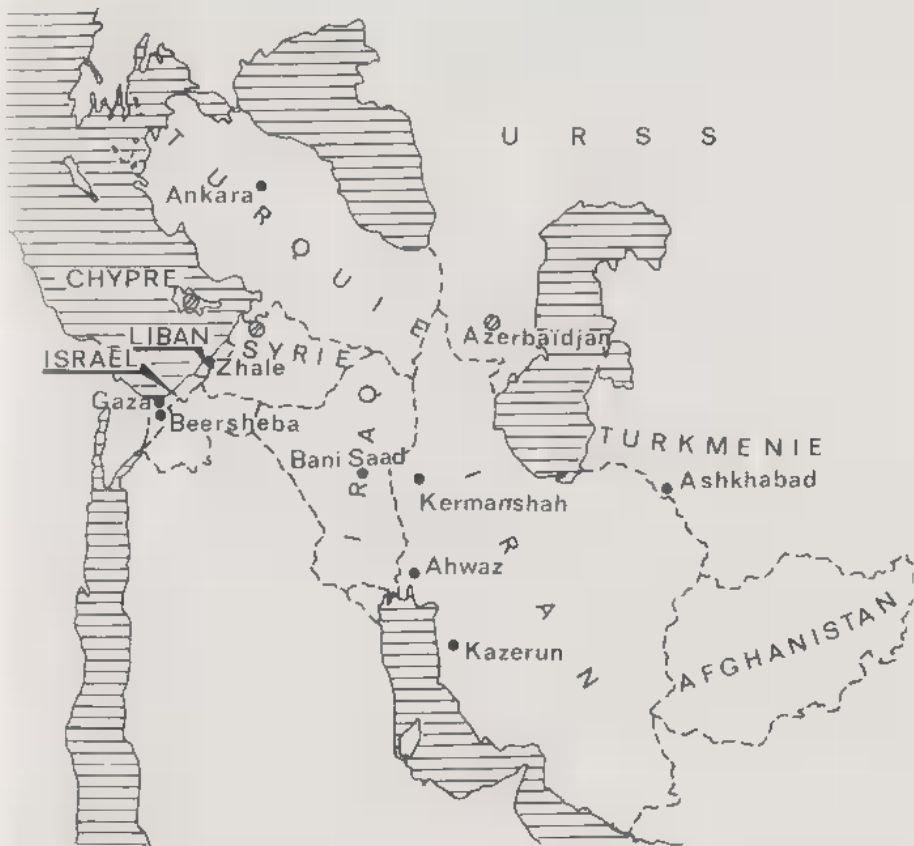 U R S S
TURQUIE
Ankara
CHYPRE
Azerbaïdjan
LIBAN
SYRIE
ISRAËL
Zhale
Gaza
Beersheba
TURKMENIE
IRAQ
Bani Saad
Ashkhabad
Kermanshah
IRAN
Ahwaz
AFGHANISTAN
Kazerun